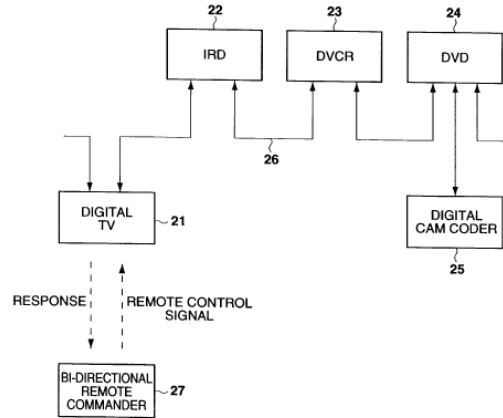 22
23
24
IRD
DVCR
DVD
26
DIGITAL
TV
21
DIGITAL
CAM CODER
25
RESPONSE
REMOTE CONTROL
SIGNAL
BI-DIRECTIONAL
REMOTE
COMMANDER
27